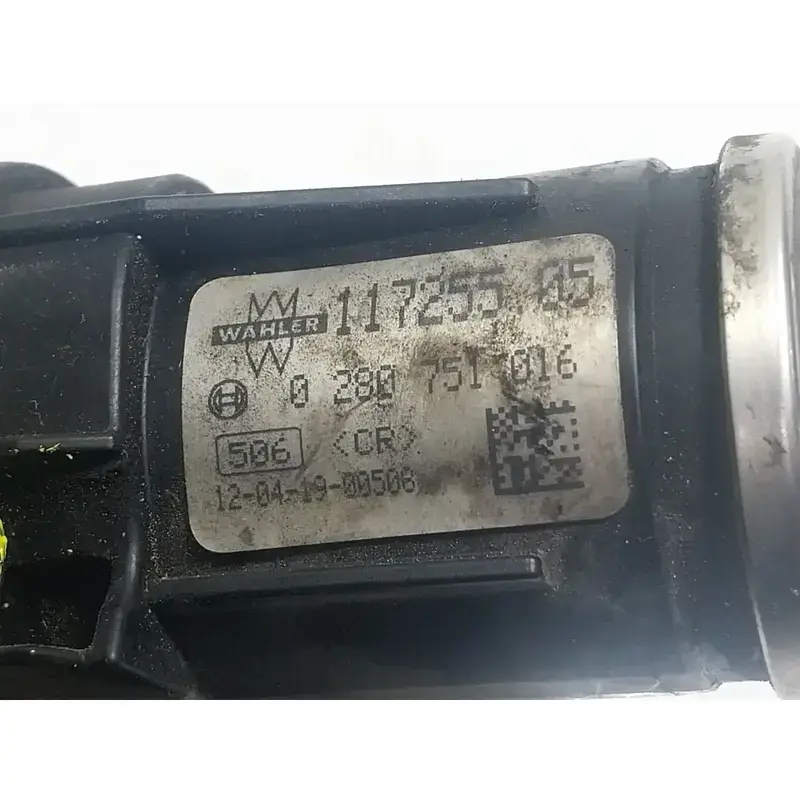 WAHLER 117255.05
0 280 751 016
506 <CR>
12-04-19-00508